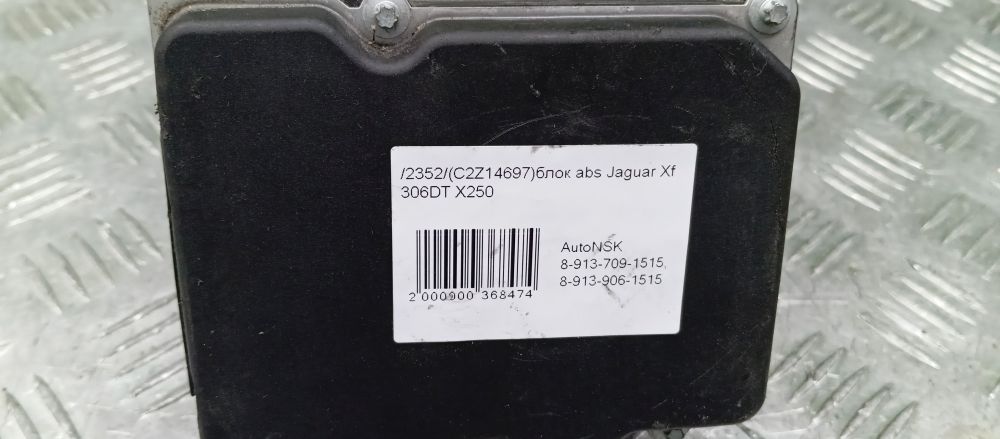 /2352/(C2Z14697)блок abs Jaguar Xf
306DT X250
AutoNSK
8-913-709-1515,
8-913-906-1515
2 000900 368474